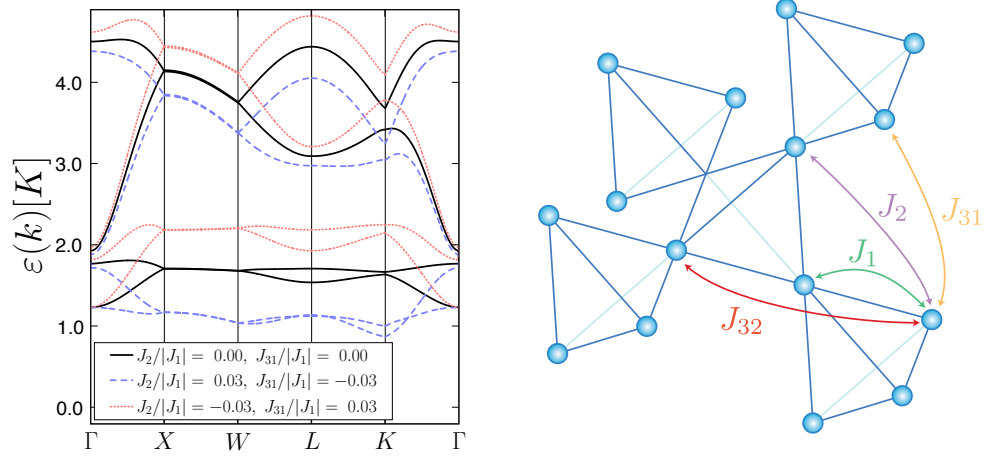 ε(k)[K]
4.0
3.0
2.0
1.0
0.0
J₂/|J₁| = 0.00, J₃₁/|J₁| = 0.00
J₂/|J₁| = 0.03, J₃₁/|J₁| = −0.03
J₂/|J₁| = −0.03, J₃₁/|J₁| = 0.03
Γ X W L K Γ
J₂
J₃₁
J₁
J₃₂